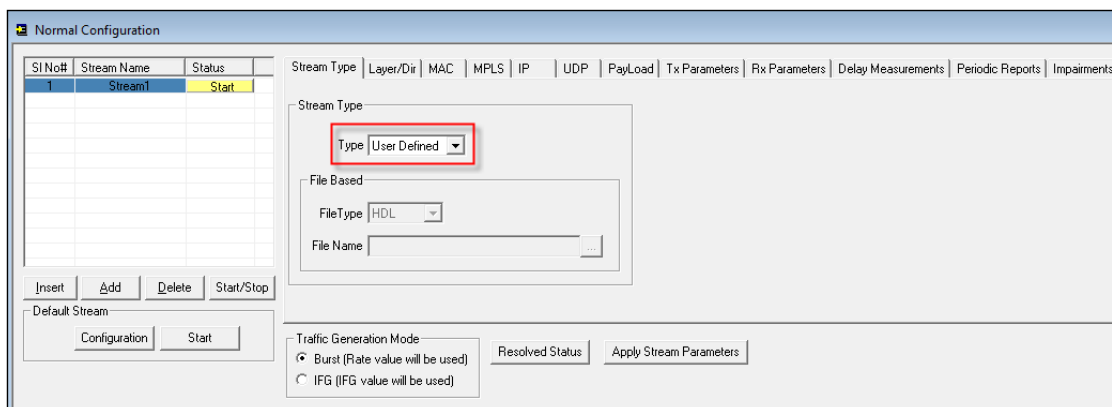 Normal Configuration
SI No# Stream Name Status
1 Stream1 Start
Insert Add Delete Start/Stop
Default Stream
Configuration Start
Stream Type Layer/Dir MAC MPLS IP UDP PayLoad Tx Parameters Rx Parameters Delay Measurements Periodic Reports Impairments
Stream Type
Type User Defined
File Based
FileType HDL
File Name ...
Traffic Generation Mode
Burst (Rate value will be used)
IFG (IFG value will be used)
Resolved Status Apply Stream Parameters